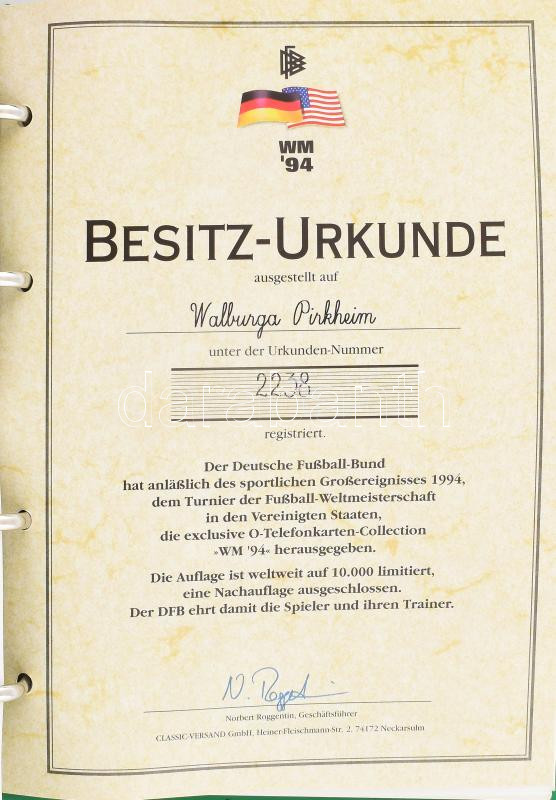 DFB
WM
'94
BESITZ-URKUNDE
ausgestellt auf
Walburga Pirkheim
unter der Urkunden-Nummer
2238
darabanth
registriert.
Der Deutsche Fußball-Bund
hat anläßlich des sportlichen Großereignisses 1994,
dem Turnier der Fußball-Weltmeisterschaft
in den Vereinigten Staaten,
die exclusive O-Telefonkarten-Collection
»WM '94« herausgegeben.
Die Auflage ist weltweit auf 10.000 limitiert,
eine Nachauflage ausgeschlossen.
Der DFB ehrt damit die Spieler und ihren Trainer.
N. Roggentin
Norbert Roggentin, Geschäftsführer
CLASSIC-VERSAND GmbH, Heiner-Fleischmann-Str. 2, 74172 Neckarsulm